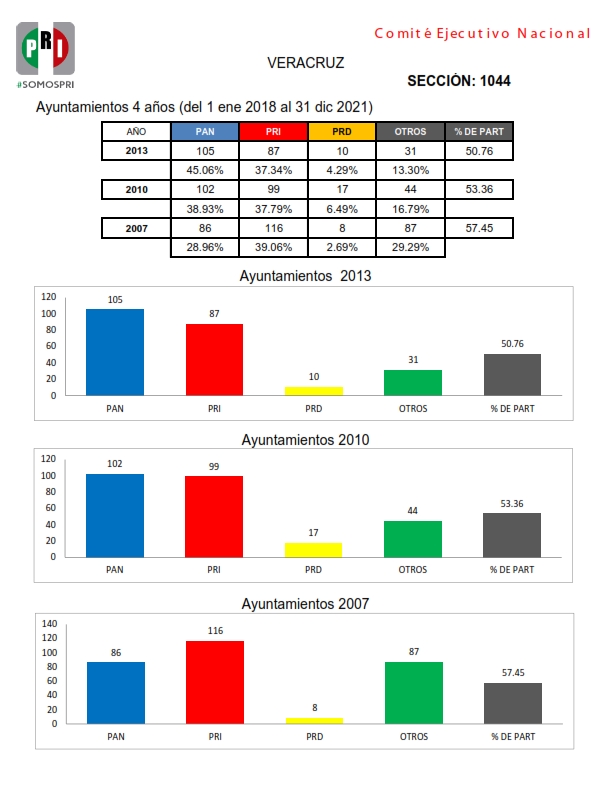 PRI
#SOMOSPRI
Comité Ejecutivo Nacional
VERACRUZ
SECCIÓN: 1044
Ayuntamientos 4 años (del 1 ene 2018 al 31 dic 2021)
AÑO PAN PRI PRD OTROS % DE PART
2013 105 87 10 31 50.76
45.06% 37.34% 4.29% 13.30%
2010 102 99 17 44 53.36
38.93% 37.79% 6.49% 16.79%
2007 86 116 8 87 57.45
28.96% 39.06% 2.69% 29.29%
Ayuntamientos 2013
120
100
80
60
40
20
0
105 87 10 31 50.76
PAN PRI PRD OTROS % DE PART
Ayuntamientos 2010
120
100
80
60
40
20
0
102 99 17 44 53.36
PAN PRI PRD OTROS % DE PART
Ayuntamientos 2007
140
120
100
80
60
40
20
0
86 116 8 87 57.45
PAN PRI PRD OTROS % DE PART